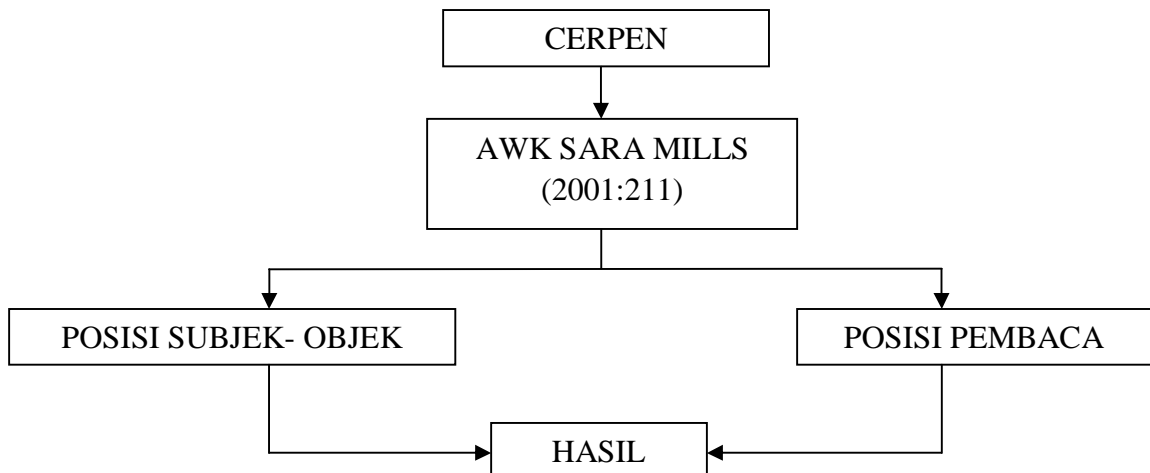 CERPEN
AWK SARA MILLS
(2001:211)
POSISI SUBJEK- OBJEK
POSISI PEMBACA
HASIL